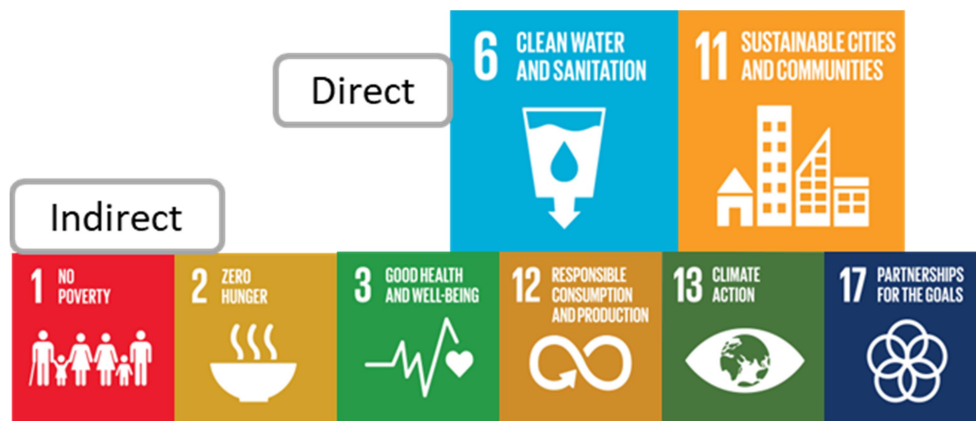 Direct
6 CLEAN WATER
AND SANITATION
11 SUSTAINABLE CITIES
AND COMMUNITIES
Indirect
1 NO
POVERTY
2 ZERO
HUNGER
3 GOOD HEALTH
AND WELL-BEING
12 RESPONSIBLE
CONSUMPTION
AND PRODUCTION
13 CLIMATE
ACTION
17 PARTNERSHIPS
FOR THE GOALS